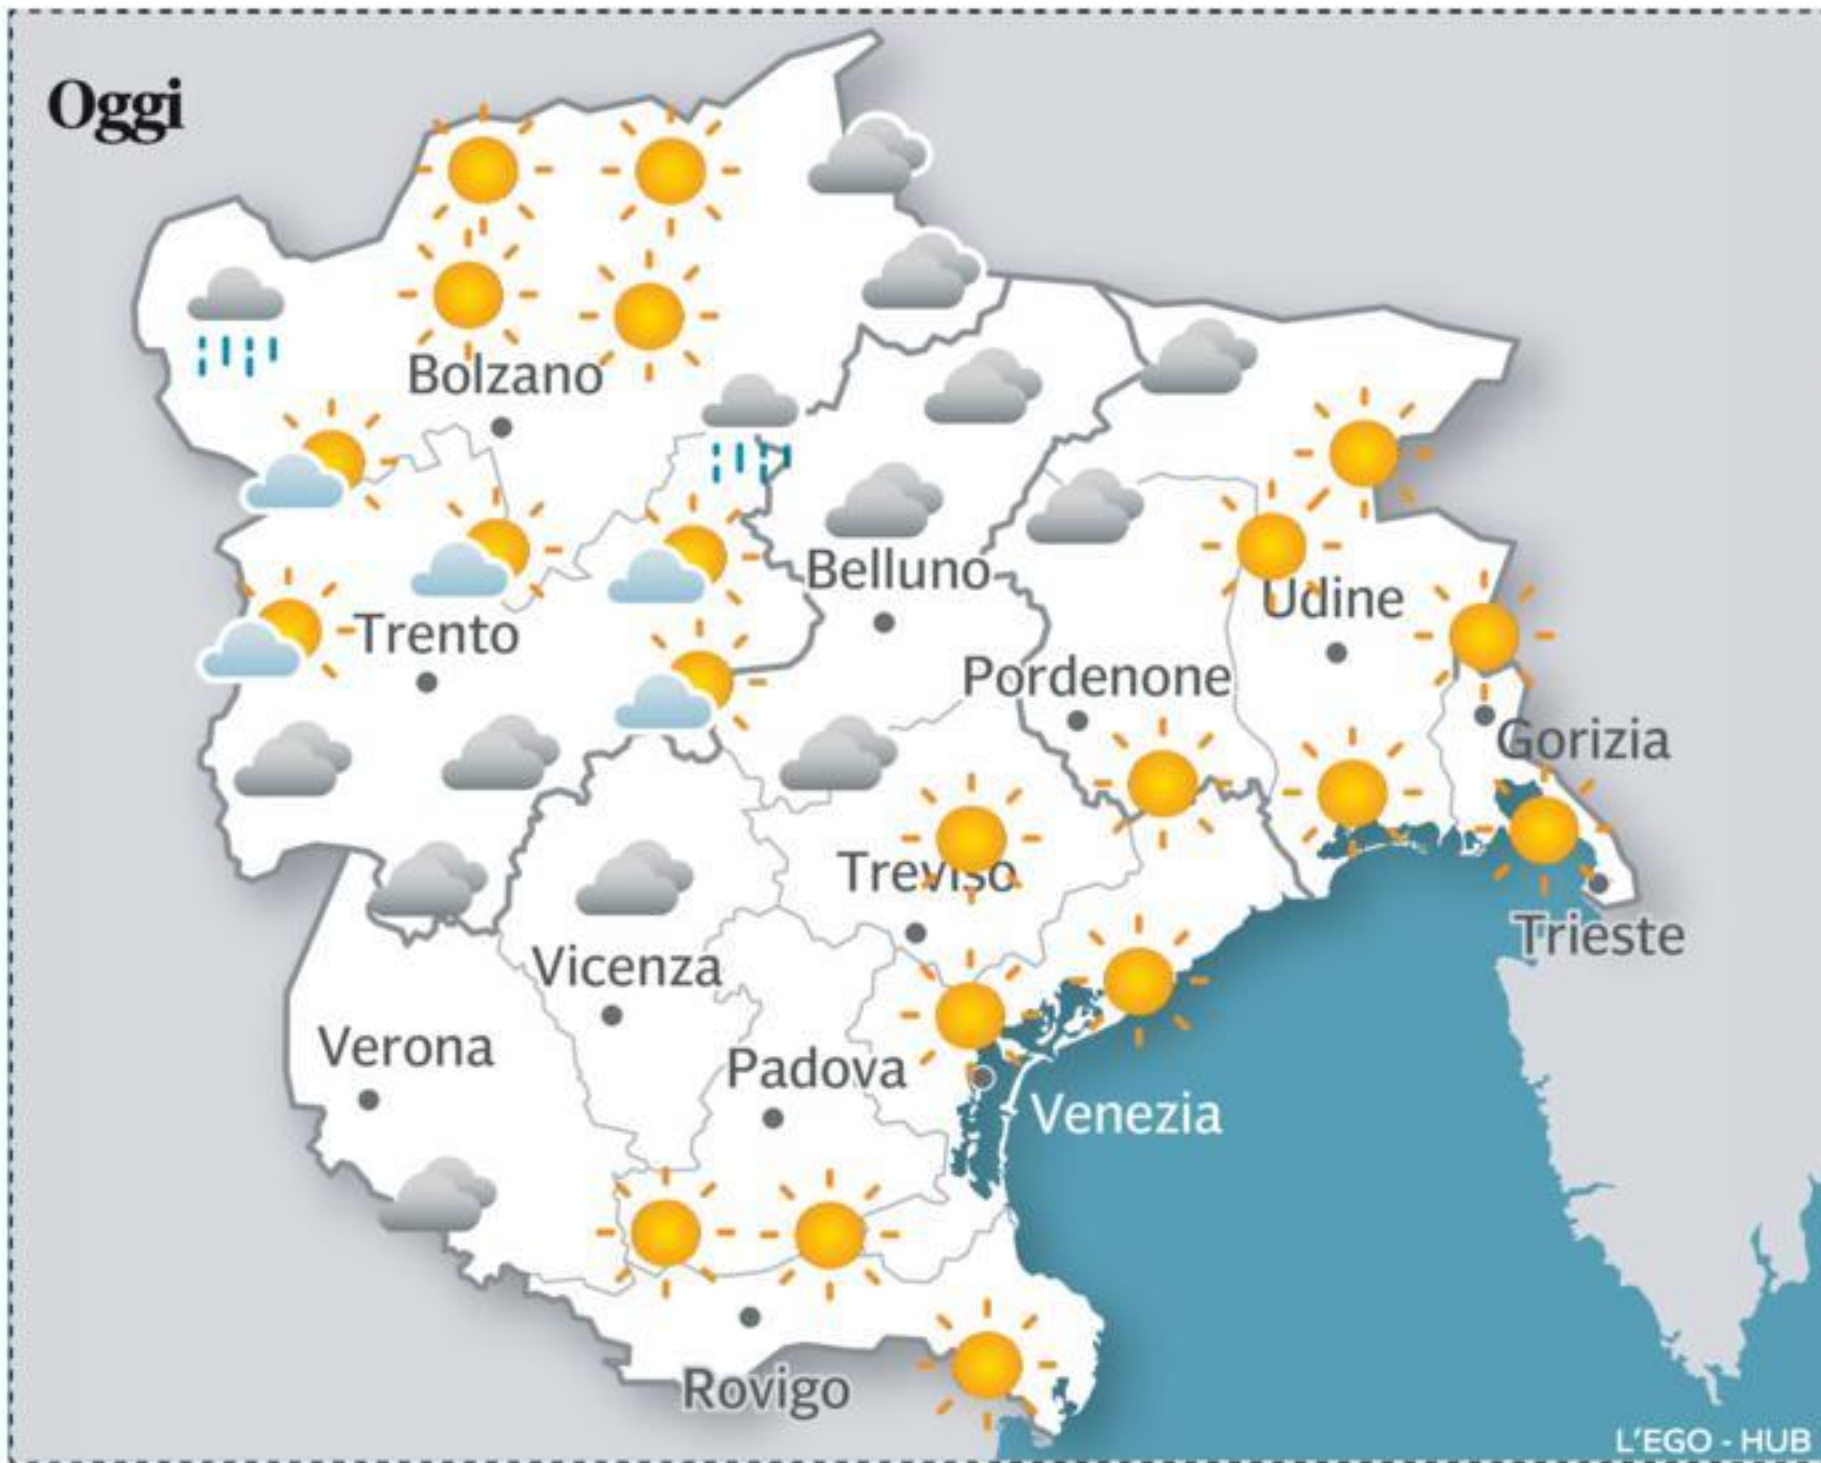 Oggi
Bolzano
Belluno
Udine
Trento
Pordenone
Gorizia
Treviso
Trieste
Vicenza
Verona
Padova
Venezia
Rovigo
L'EGO - HUB